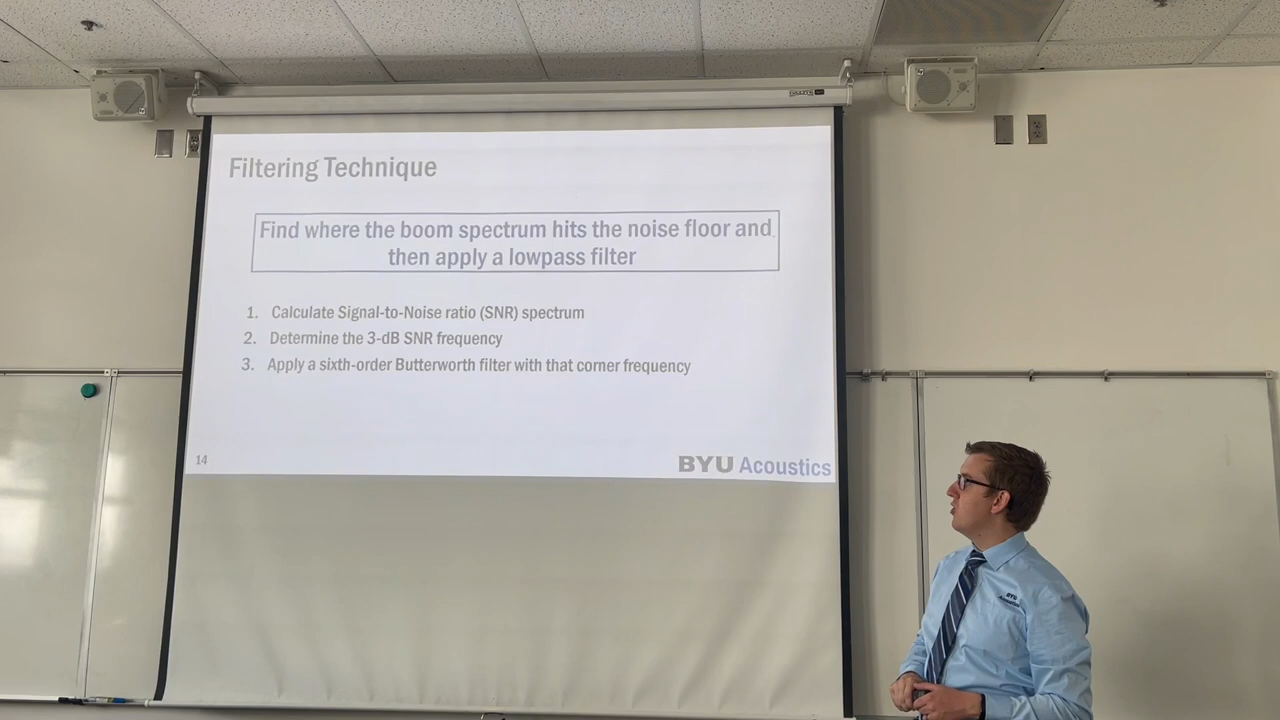 Filtering Technique
Find where the boom spectrum hits the noise floor and
then apply a lowpass filter
1. Calculate Signal-to-Noise ratio (SNR) spectrum
2. Determine the 3-dB SNR frequency
3. Apply a sixth-order Butterworth filter with that corner frequency
14
BYU Acoustics
BYU
Acoustics